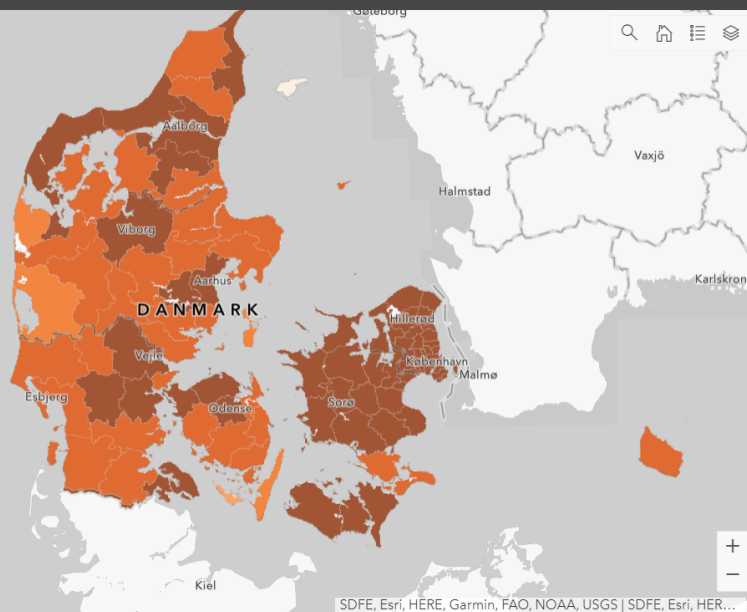 Gøteborg
Aalborg
Vaxjö
Halmstad
Viborg
Aarhus
Karlskron
DANMARK
Hillerød
Vejle
København
Malmø
Esbjerg
Sorø
Odense
Kiel
SDFE, Esri, HERE, Garmin, FAO, NOAA, USGS | SDFE, Esri, HER...